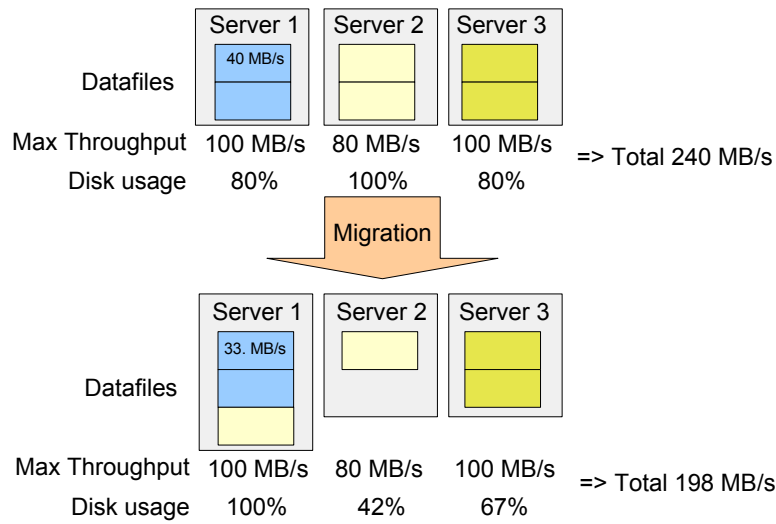 Server 1 Server 2 Server 3
40 MB/s
Datafiles
Max Throughput 100 MB/s 80 MB/s 100 MB/s => Total 240 MB/s
Disk usage 80% 100% 80%
Migration
Server 1 Server 2 Server 3
33. MB/s
Datafiles
Max Throughput 100 MB/s 80 MB/s 100 MB/s => Total 198 MB/s
Disk usage 100% 42% 67%